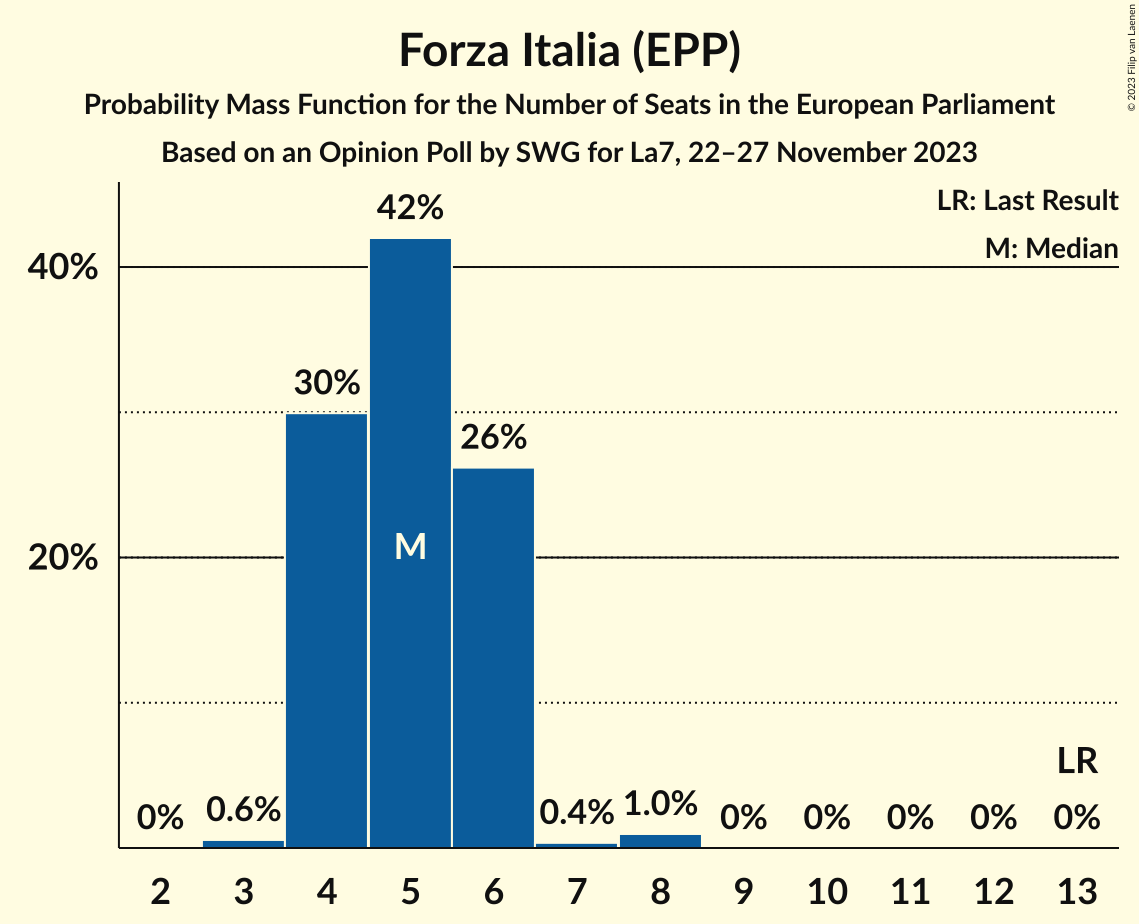 Forza Italia (EPP)
Probability Mass Function for the Number of Seats in the European Parliament
Based on an Opinion Poll by SWG for La7, 22–27 November 2023
© 2023 Filip van Laenen
LR: Last Result
M: Median
40%
20%
0%
0.6%
30%
42%
M
26%
0.4%
1.0%
0%
0%
0%
0%
LR
0%
2 3 4 5 6 7 8 9 10 11 12 13